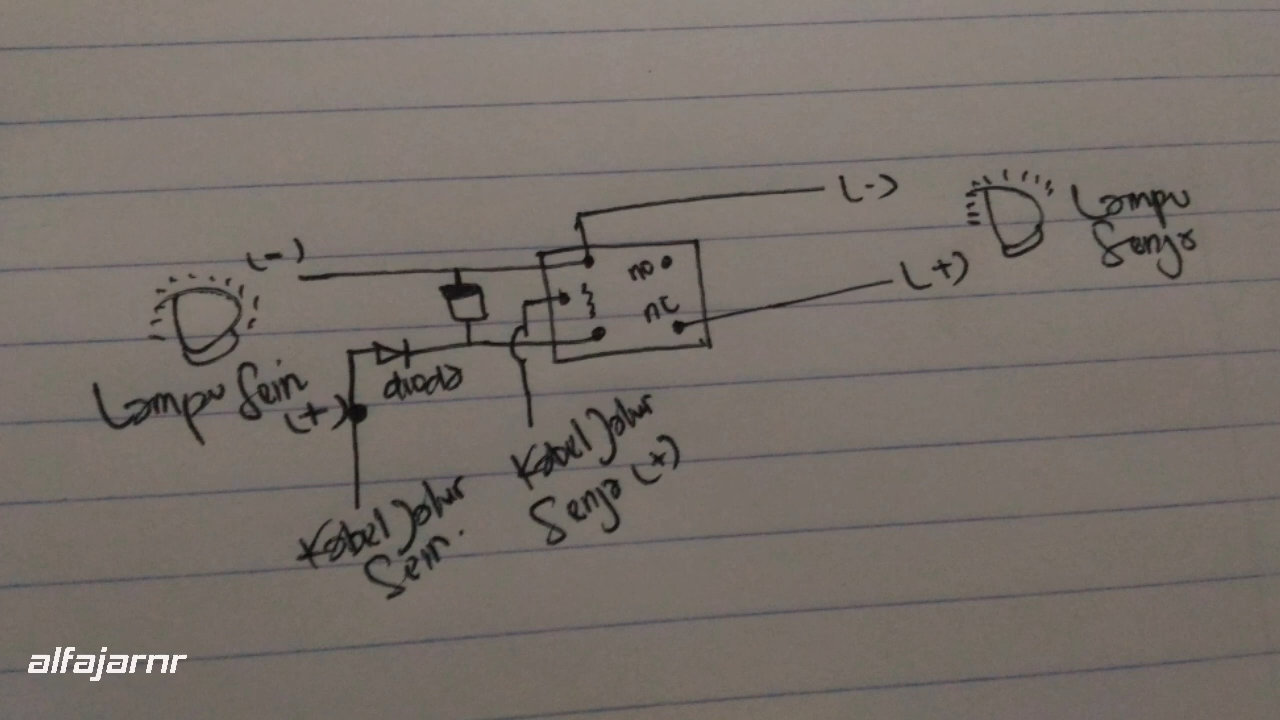 (-)
Lampu
Senja
(-)
no
(+)
nc
Lampu Sein
(+)
dioda
Kabel Jalur
Senja (+)
Kabel Jalur
Sein.
alfajarnr